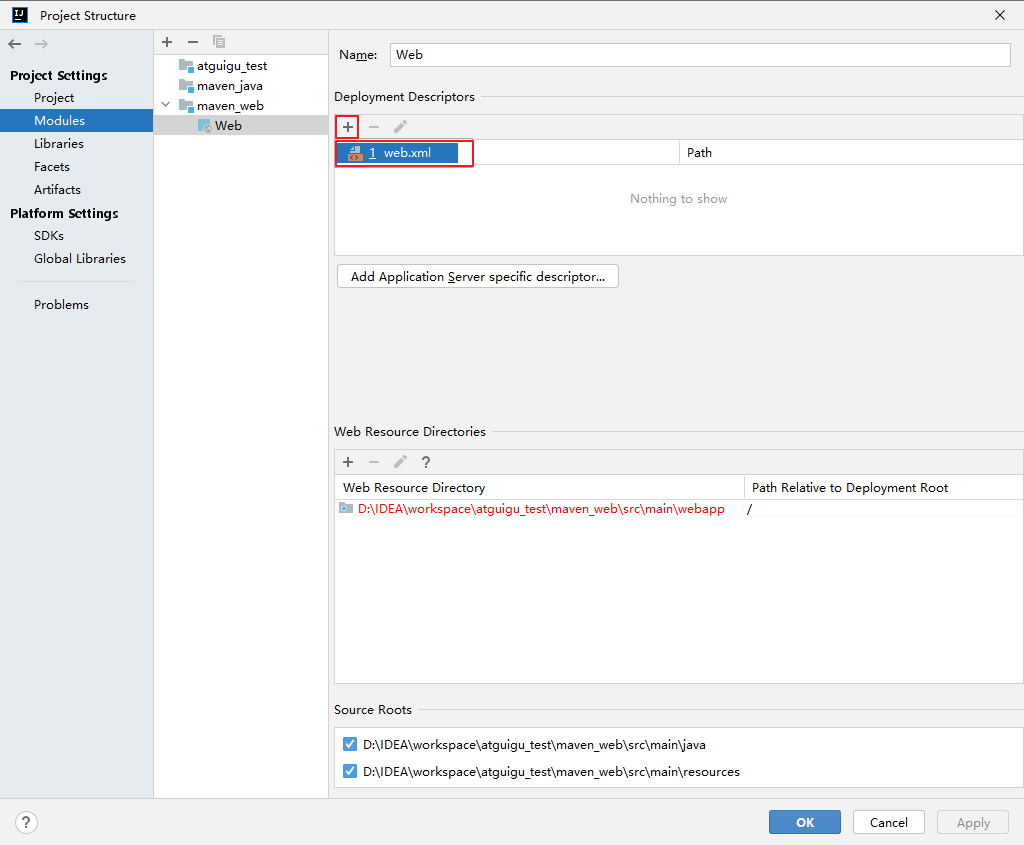 Project Structure
Project Settings
Project
Modules
Libraries
Facets
Artifacts
Platform Settings
SDKs
Global Libraries
Problems
atguigu_test
maven_java
maven_web
Web
Name: Web
Deployment Descriptors
1 web.xml
Path
Nothing to show
Add Application Server specific descriptor...
Web Resource Directories
?
Web Resource Directory Path Relative to Deployment Root
D:\IDEA\workspace\atguigu_test\maven_web\src\main\webapp /
Source Roots
D:\IDEA\workspace\atguigu_test\maven_web\src\main\java
D:\IDEA\workspace\atguigu_test\maven_web\src\main\resources
? OK Cancel Apply